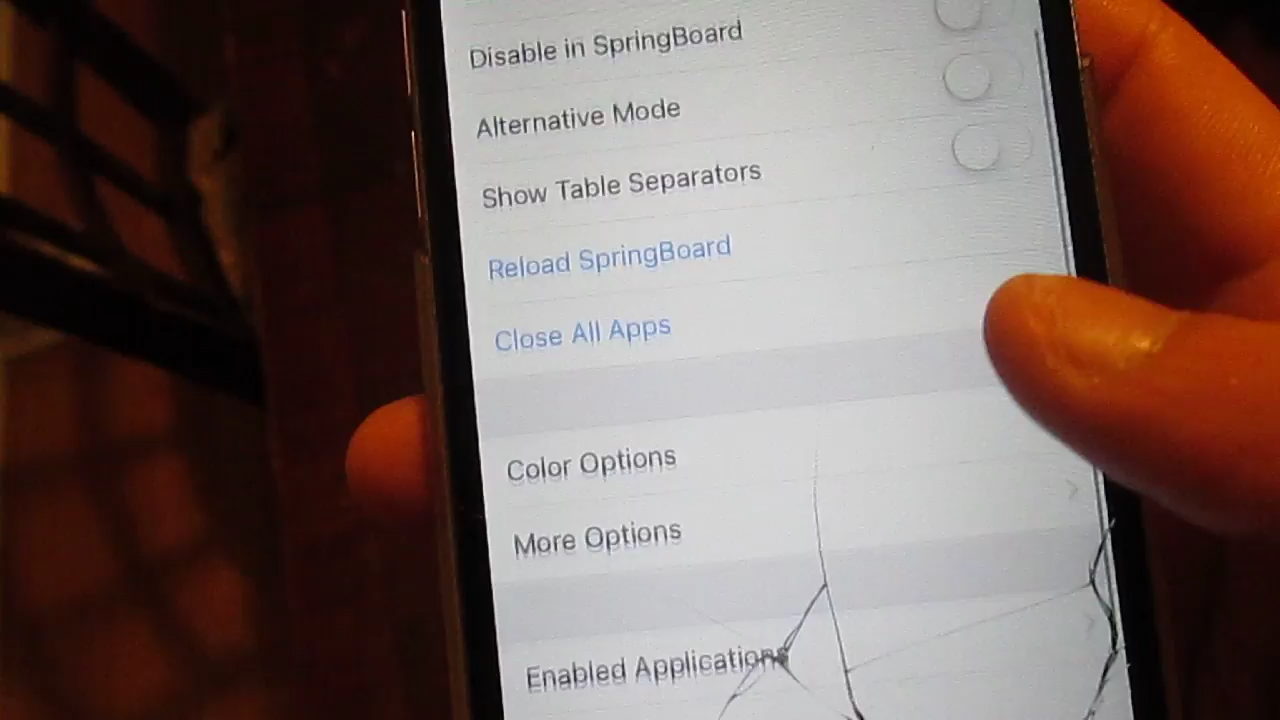 Disable in SpringBoard
Alternative Mode
Show Table Separators
Reload SpringBoard
Close All Apps
Color Options
More Options
Enabled Applications